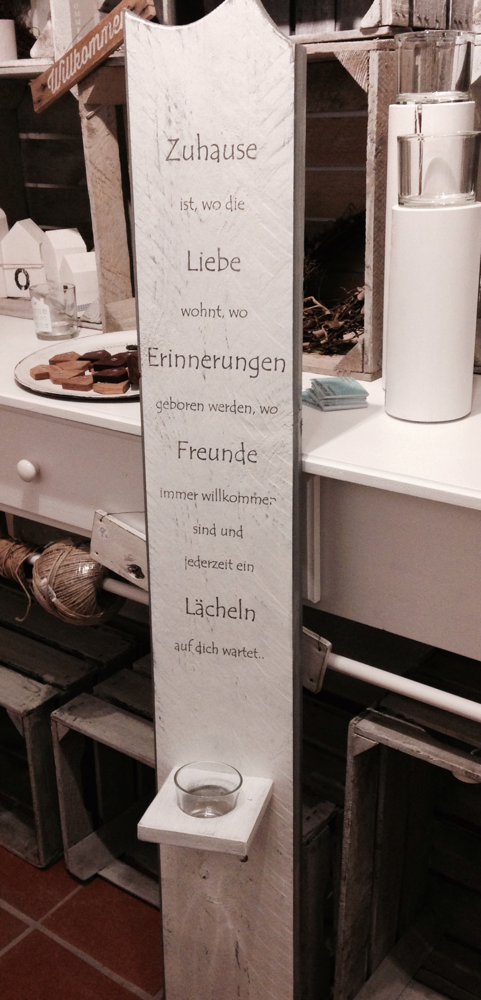 Willkommen
Zuhause
ist, wo die
Liebe
wohnt, wo
Erinnerungen
geboren werden, wo
Freunde
immer willkommen
sind und
jederzeit ein
Lächeln
auf dich wartet..